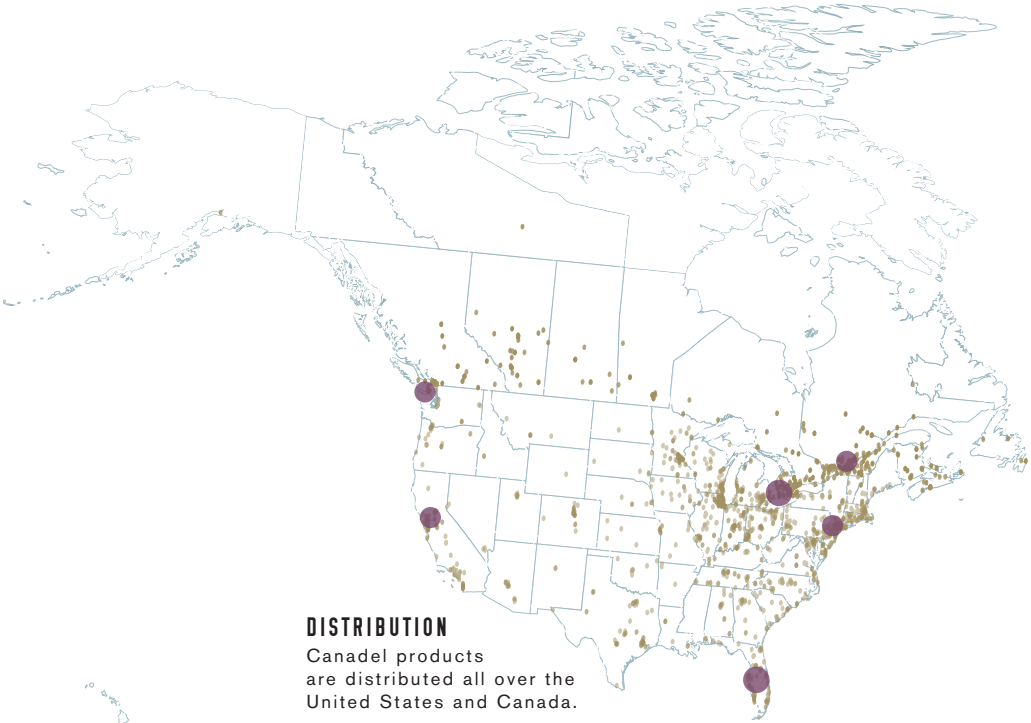 DISTRIBUTION
Canadel products
are distributed all over the
United States and Canada.